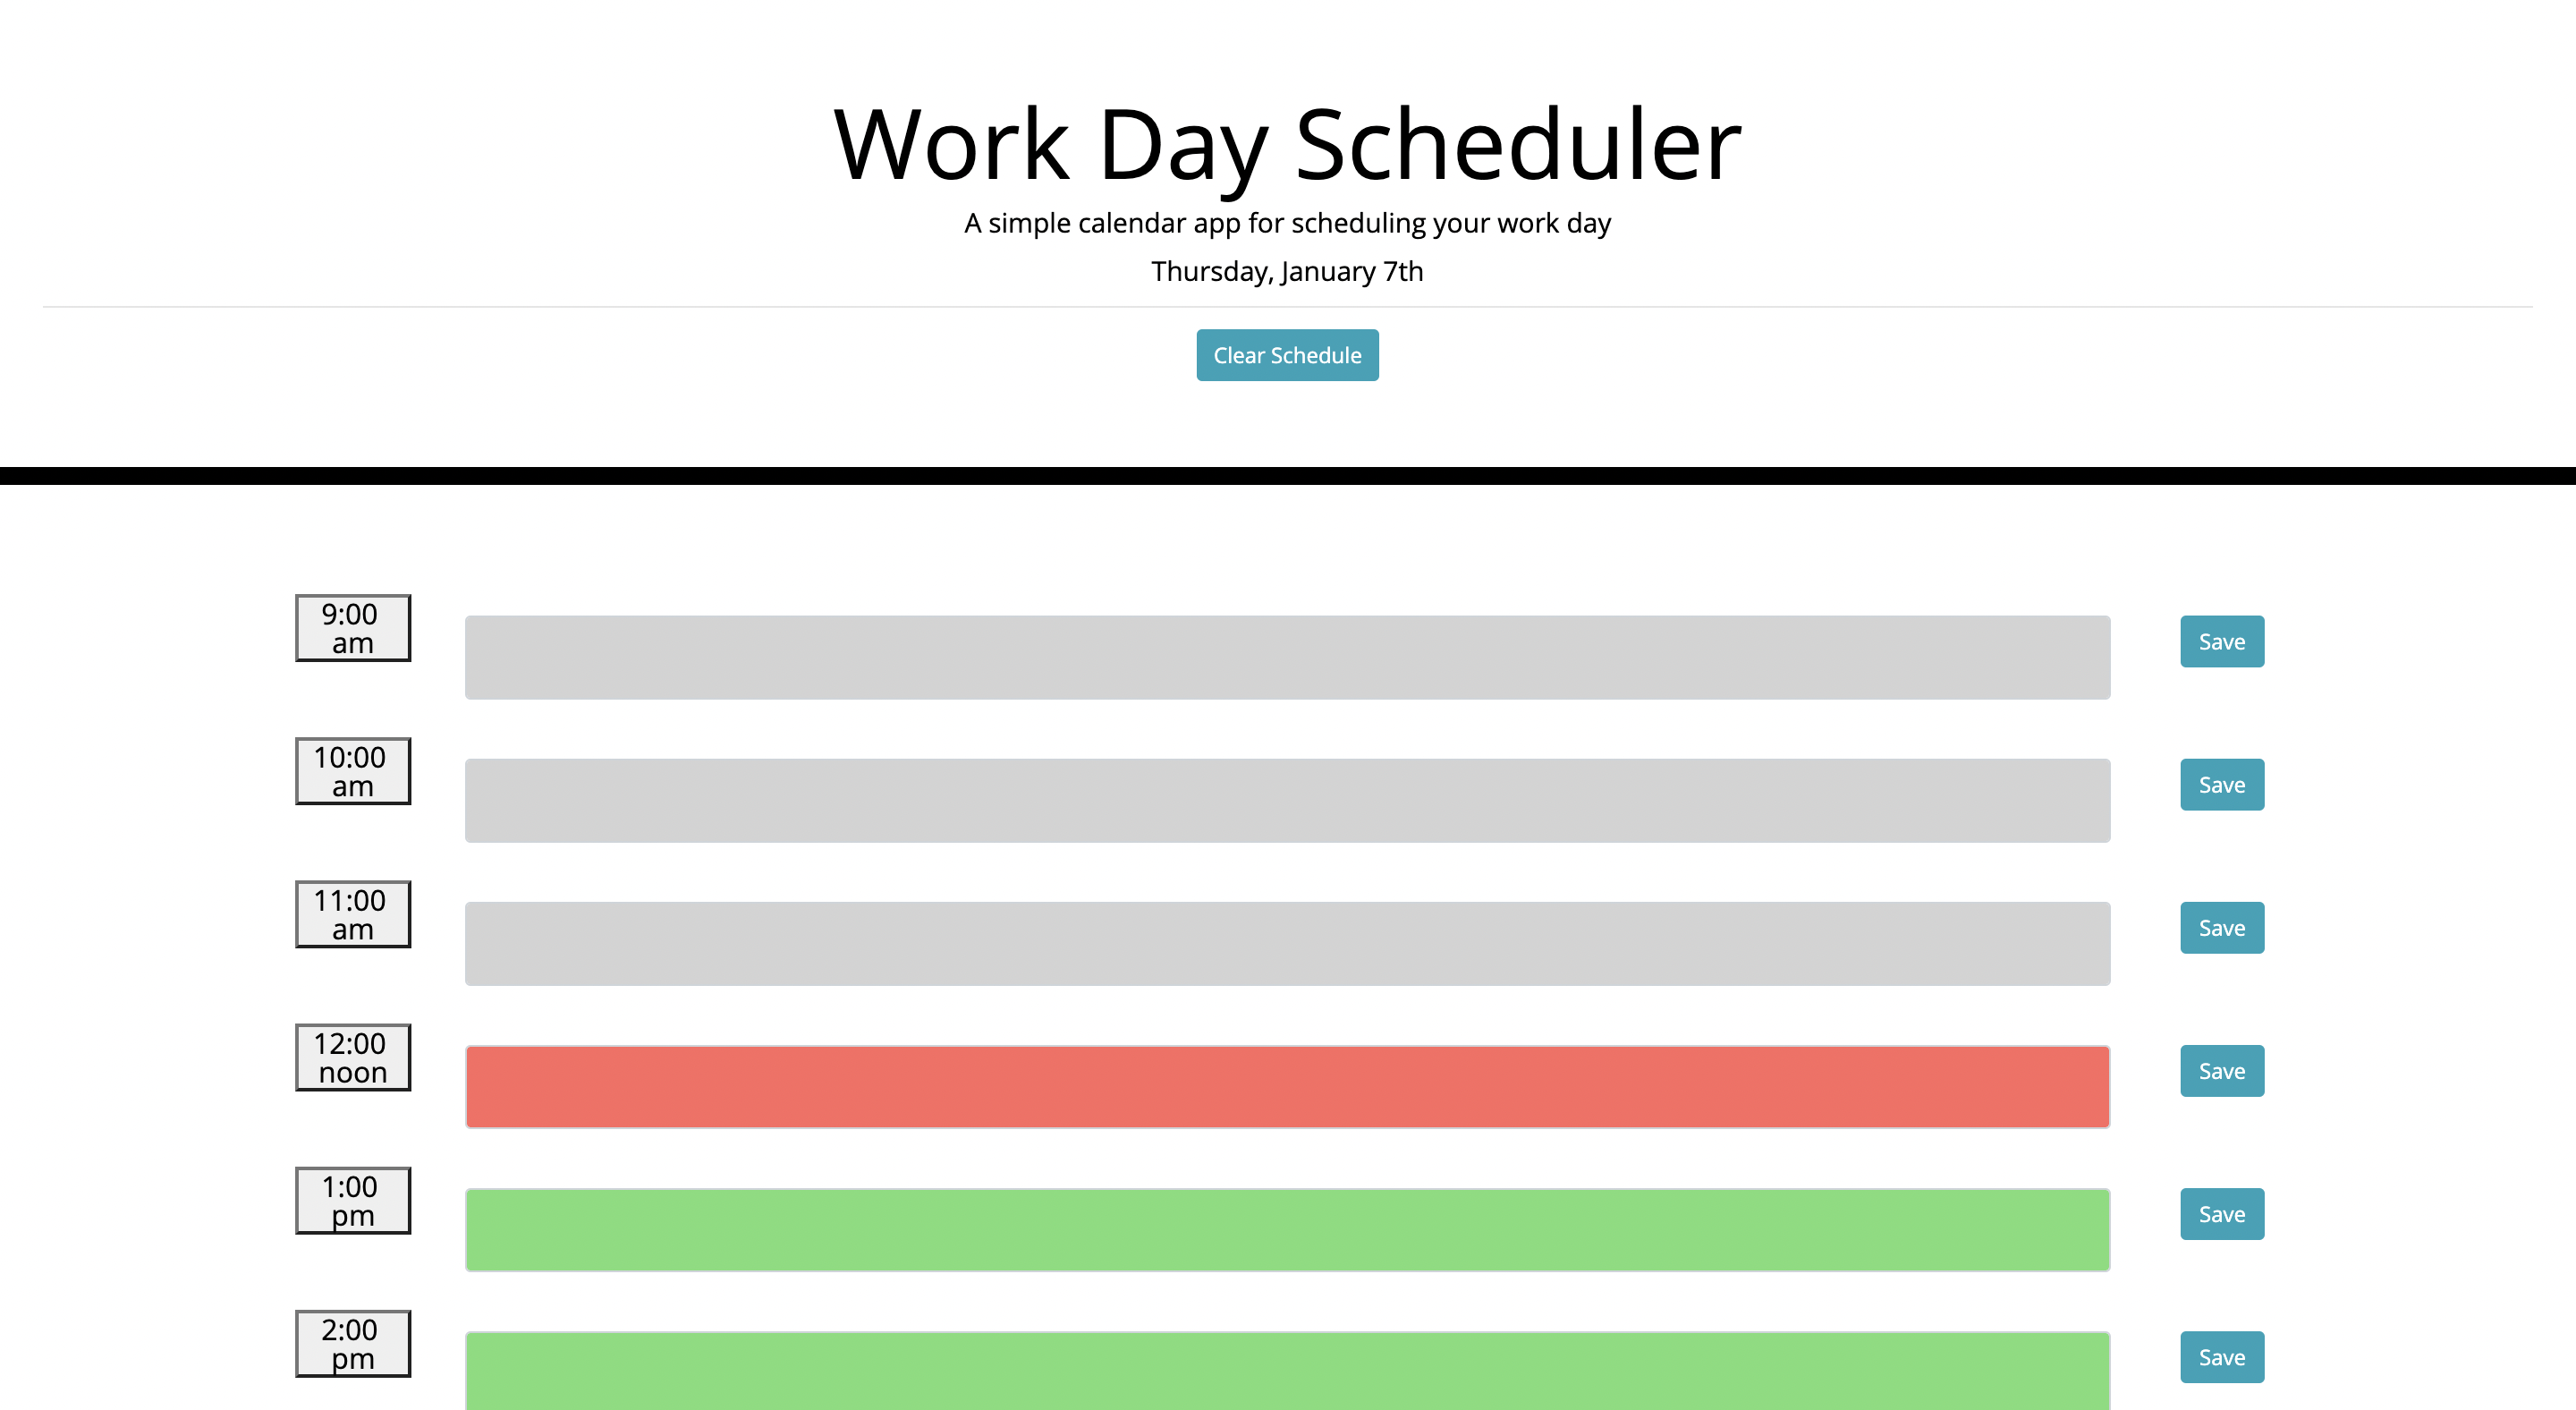 Work Day Scheduler
A simple calendar app for scheduling your work day
Thursday, January 7th
Clear Schedule
9:00
am
Save
10:00
am
Save
11:00
am
Save
12:00
noon
Save
1:00
pm
Save
2:00
pm
Save